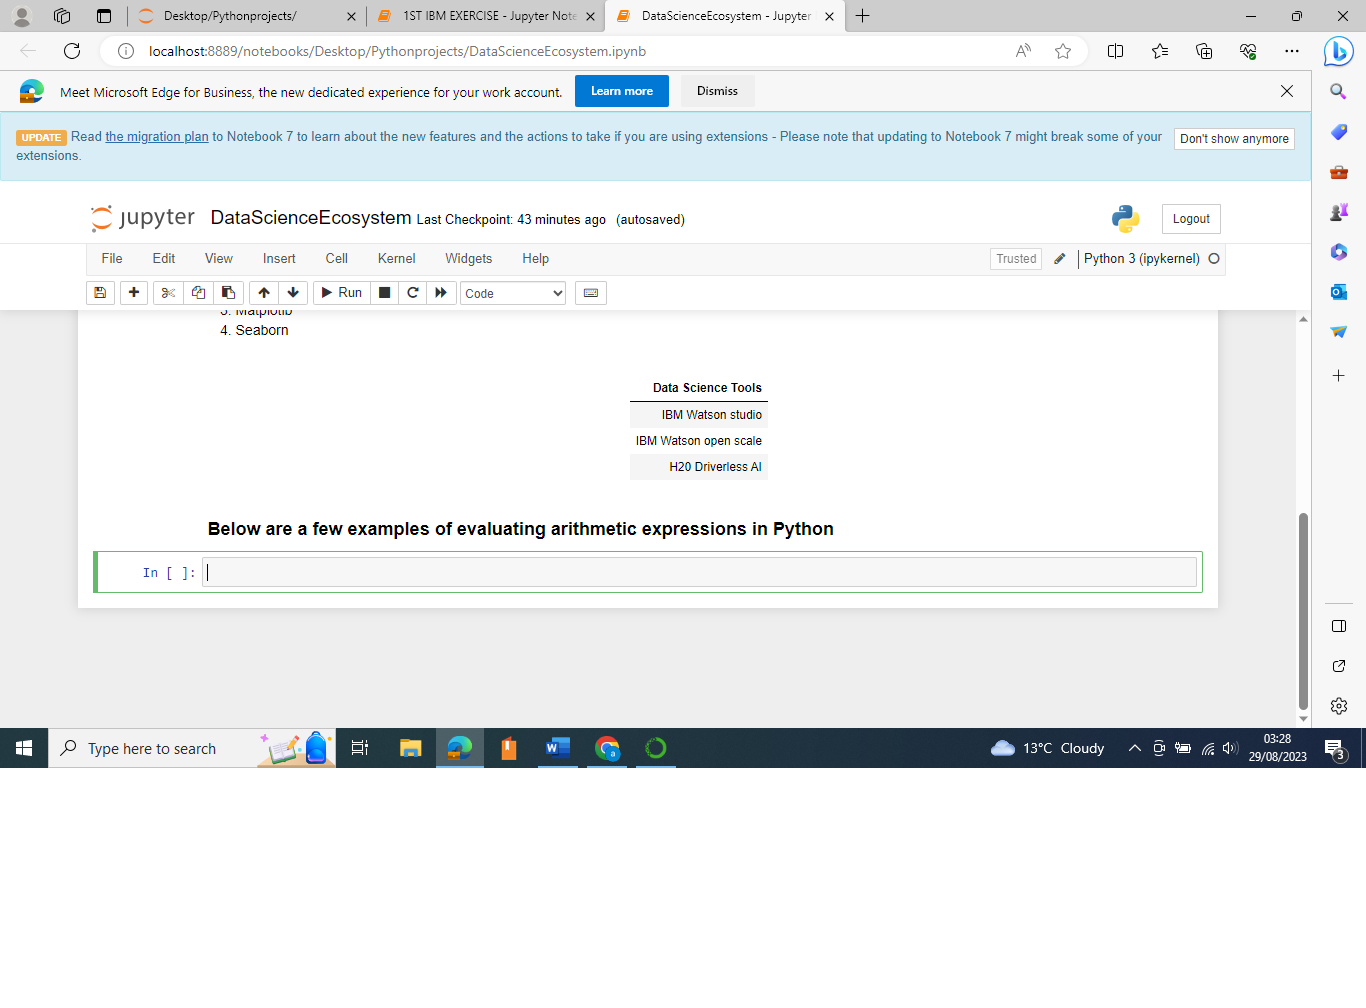 Desktop/Pythonprojects/
1ST IBM EXERCISE - Jupyter Note
DataScienceEcosystem - Jupyter
localhost:8889/notebooks/Desktop/Pythonprojects/DataScienceEcosystem.ipynb
Meet Microsoft Edge for Business, the new dedicated experience for your work account.
Learn more
Dismiss
UPDATE Read the migration plan to Notebook 7 to learn about the new features and the actions to take if you are using extensions - Please note that updating to Notebook 7 might break some of your
extensions.
Don't show anymore
jupyter DataScienceEcosystem Last Checkpoint: 43 minutes ago (autosaved)
Logout
File Edit View Insert Cell Kernel Widgets Help
Trusted
Python 3 (ipykernel)
Run
Code
3. Matplotlib
4. Seaborn
Data Science Tools
IBM Watson studio
IBM Watson open scale
H20 Driverless AI
Below are a few examples of evaluating arithmetic expressions in Python
In [ ]:
Type here to search
13°C Cloudy
03:28
29/08/2023
3